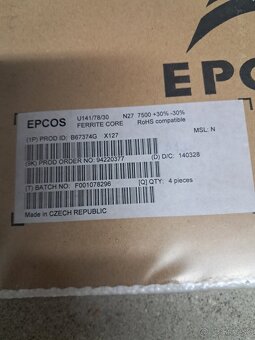 EPCOS
EPCOS U141/78/30 N27 7500 +30% -30%
FERRITE CORE RoHS compatible
(1P) PROD ID: B67374G X127
MSL: N
(9K) PROD ORDER NO: 94220377 (D) D/C: 140328
(T) BATCH NO: F001078296 [Q] QTY: 4 pieces
Made in CZECH REPUBLIC